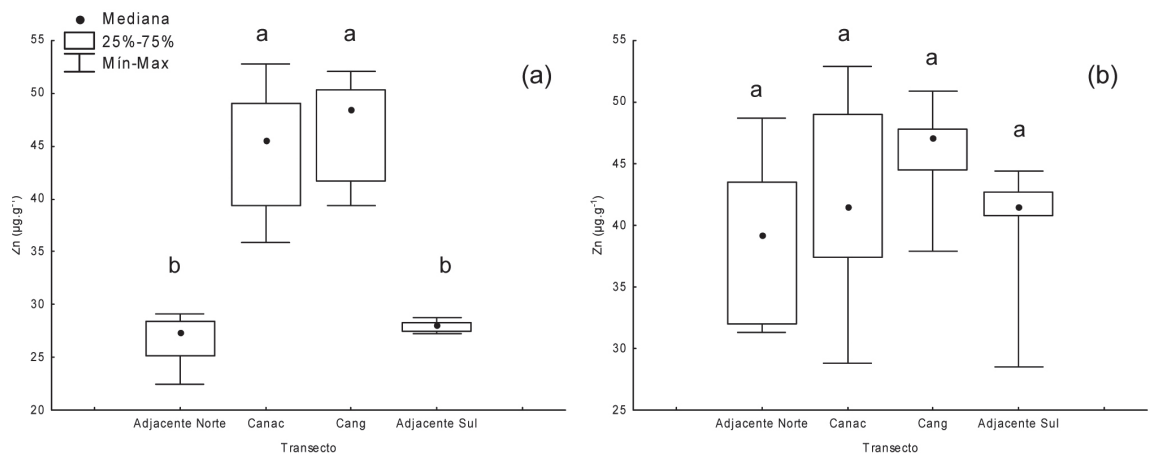 Mediana
25%-75%
Mín-Max
(a)
55
50
45
40
35
30
25
20
Zn (µg.g⁻¹)
a
a
b
b
Adjacente Norte
Canac
Cang
Adjacente Sul
Transecto
(b)
55
50
45
40
35
30
25
Zn (µg.g⁻¹)
a
a
a
a
Adjacente Norte
Canac
Cang
Adjacente Sul
Transecto